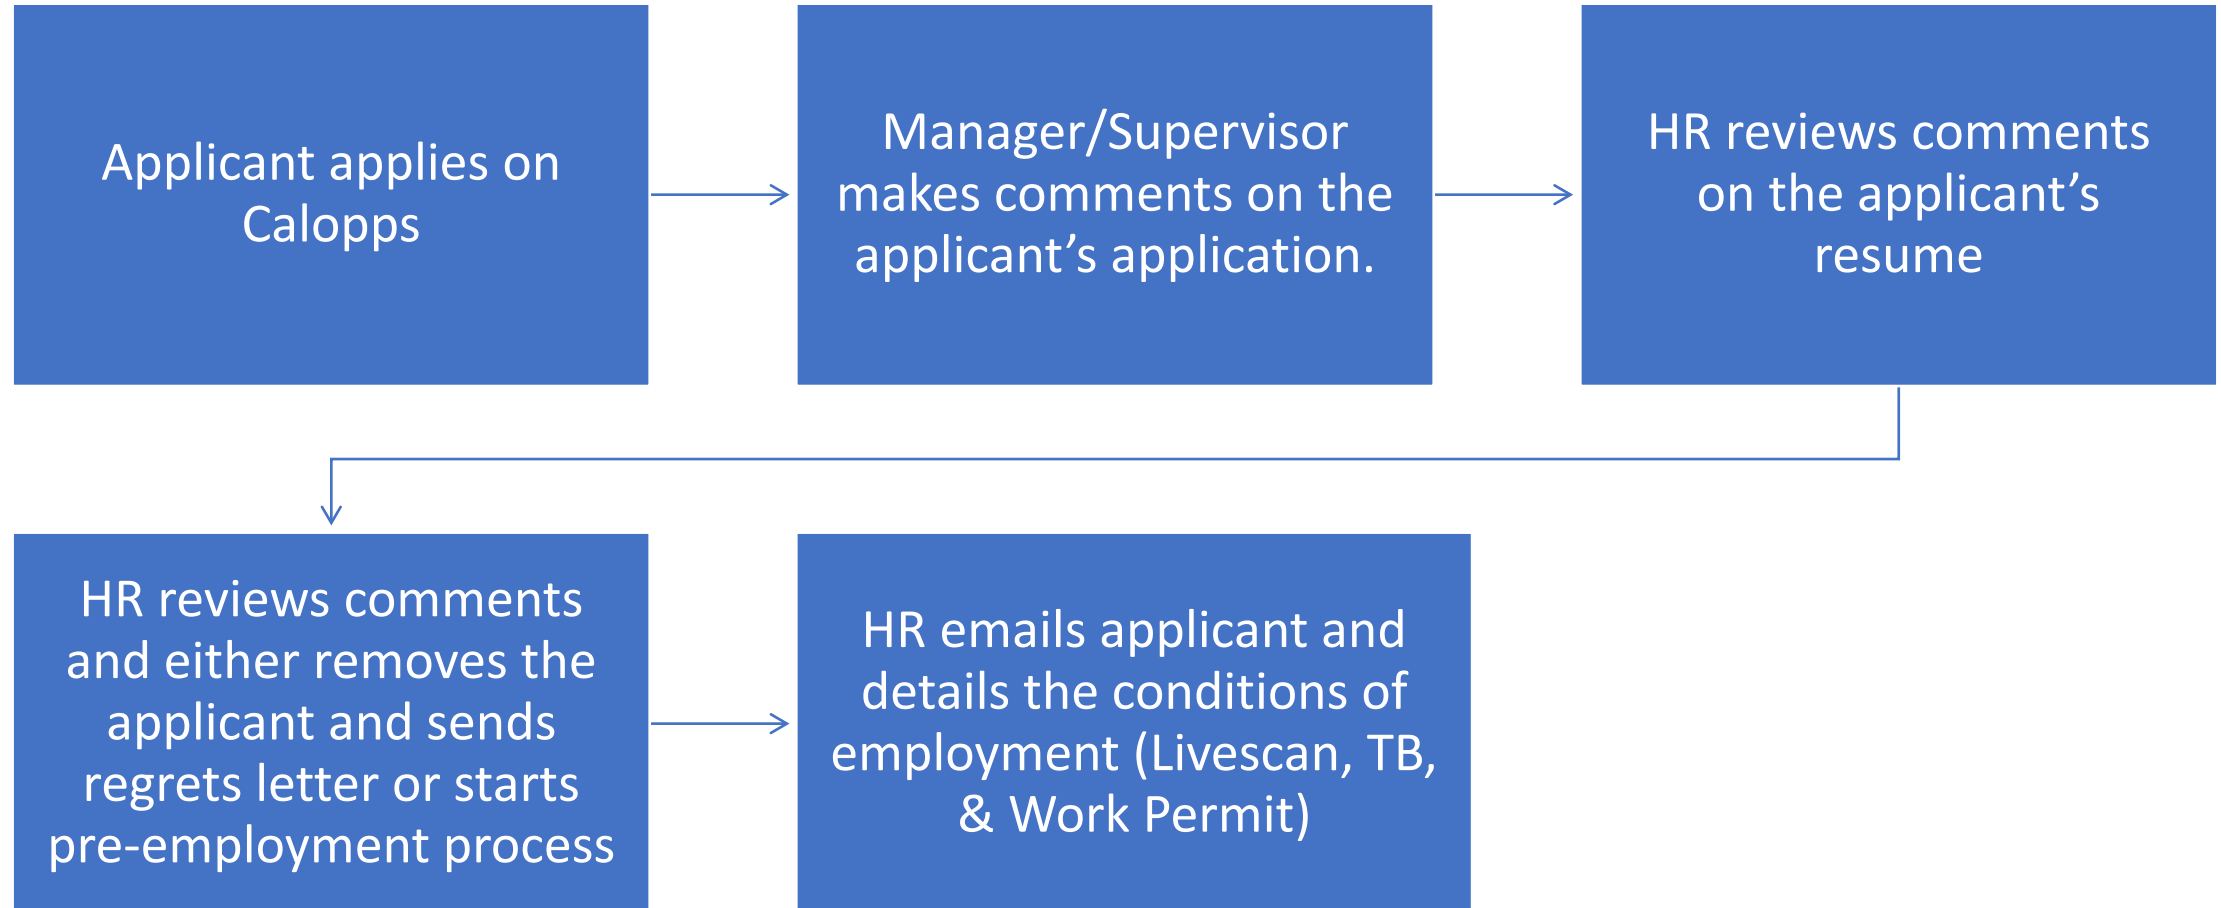 Applicant applies on
Calopps
Manager/Supervisor
makes comments on the
applicant’s application.
HR reviews comments
on the applicant’s
resume
HR reviews comments
and either removes the
applicant and sends
regrets letter or starts
pre-employment process
HR emails applicant and
details the conditions of
employment (Livescan, TB,
& Work Permit)